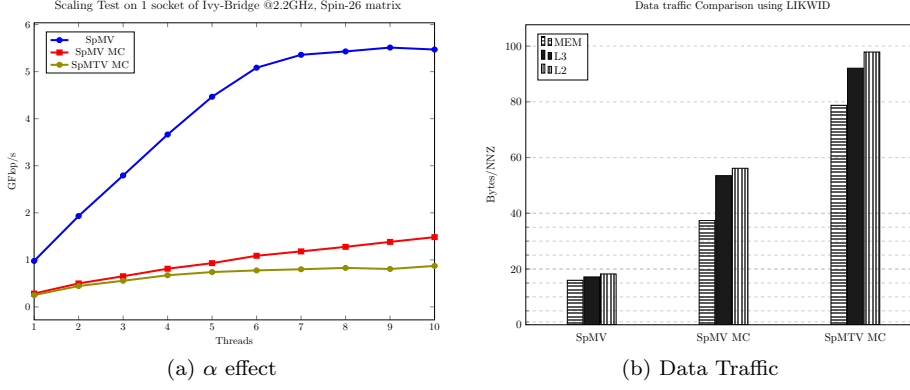 Scaling Test on 1 socket of Ivy-Bridge @2.2GHz, Spin-26 matrix
6
5
4
3
2
1
0
GFlop/s
SpMV
SpMV MC
SpMTV MC
1 2 3 4 5 6 7 8 9 10
Threads
(a) α effect
Data traffic Comparison using LIKWID
100
80
60
40
20
0
Bytes/NNZ
MEM
L3
L2
SpMV SpMV MC SpMTV MC
(b) Data Traffic